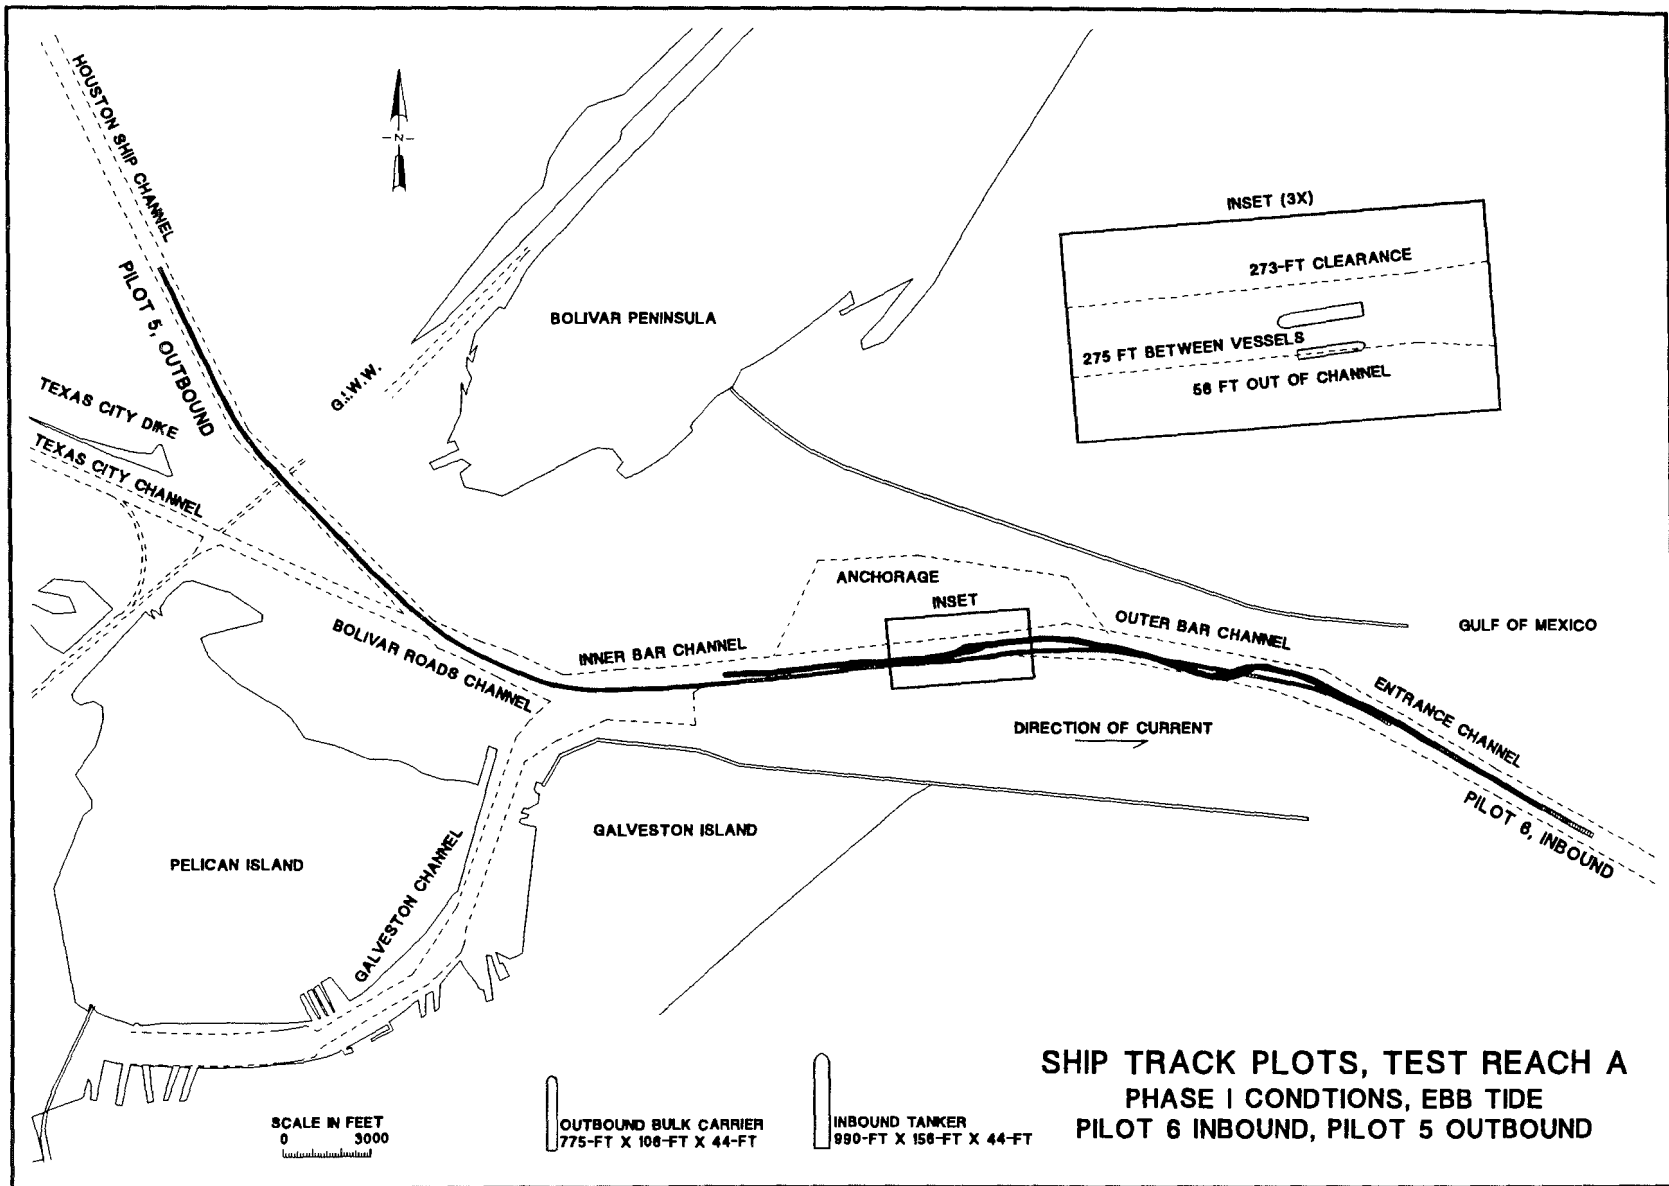 HOUSTON SHIP CHANNEL
-N-
INSET (3X)
273-FT CLEARANCE
275 FT BETWEEN VESSELS
56 FT OUT OF CHANNEL
PILOT 5, OUTBOUND
BOLIVAR PENINSULA
G.I.W.W.
TEXAS CITY DIKE
TEXAS CITY CHANNEL
ANCHORAGE
INSET
OUTER BAR CHANNEL
GULF OF MEXICO
BOLIVAR ROADS CHANNEL
INNER BAR CHANNEL
ENTRANCE CHANNEL
DIRECTION OF CURRENT
PILOT 6, INBOUND
GALVESTON ISLAND
PELICAN ISLAND
GALVESTON CHANNEL
SHIP TRACK PLOTS, TEST REACH A
PHASE I CONDTIONS, EBB TIDE
PILOT 6 INBOUND, PILOT 5 OUTBOUND
SCALE IN FEET
0 3000
OUTBOUND BULK CARRIER
775-FT X 106-FT X 44-FT
INBOUND TANKER
990-FT X 156-FT X 44-FT